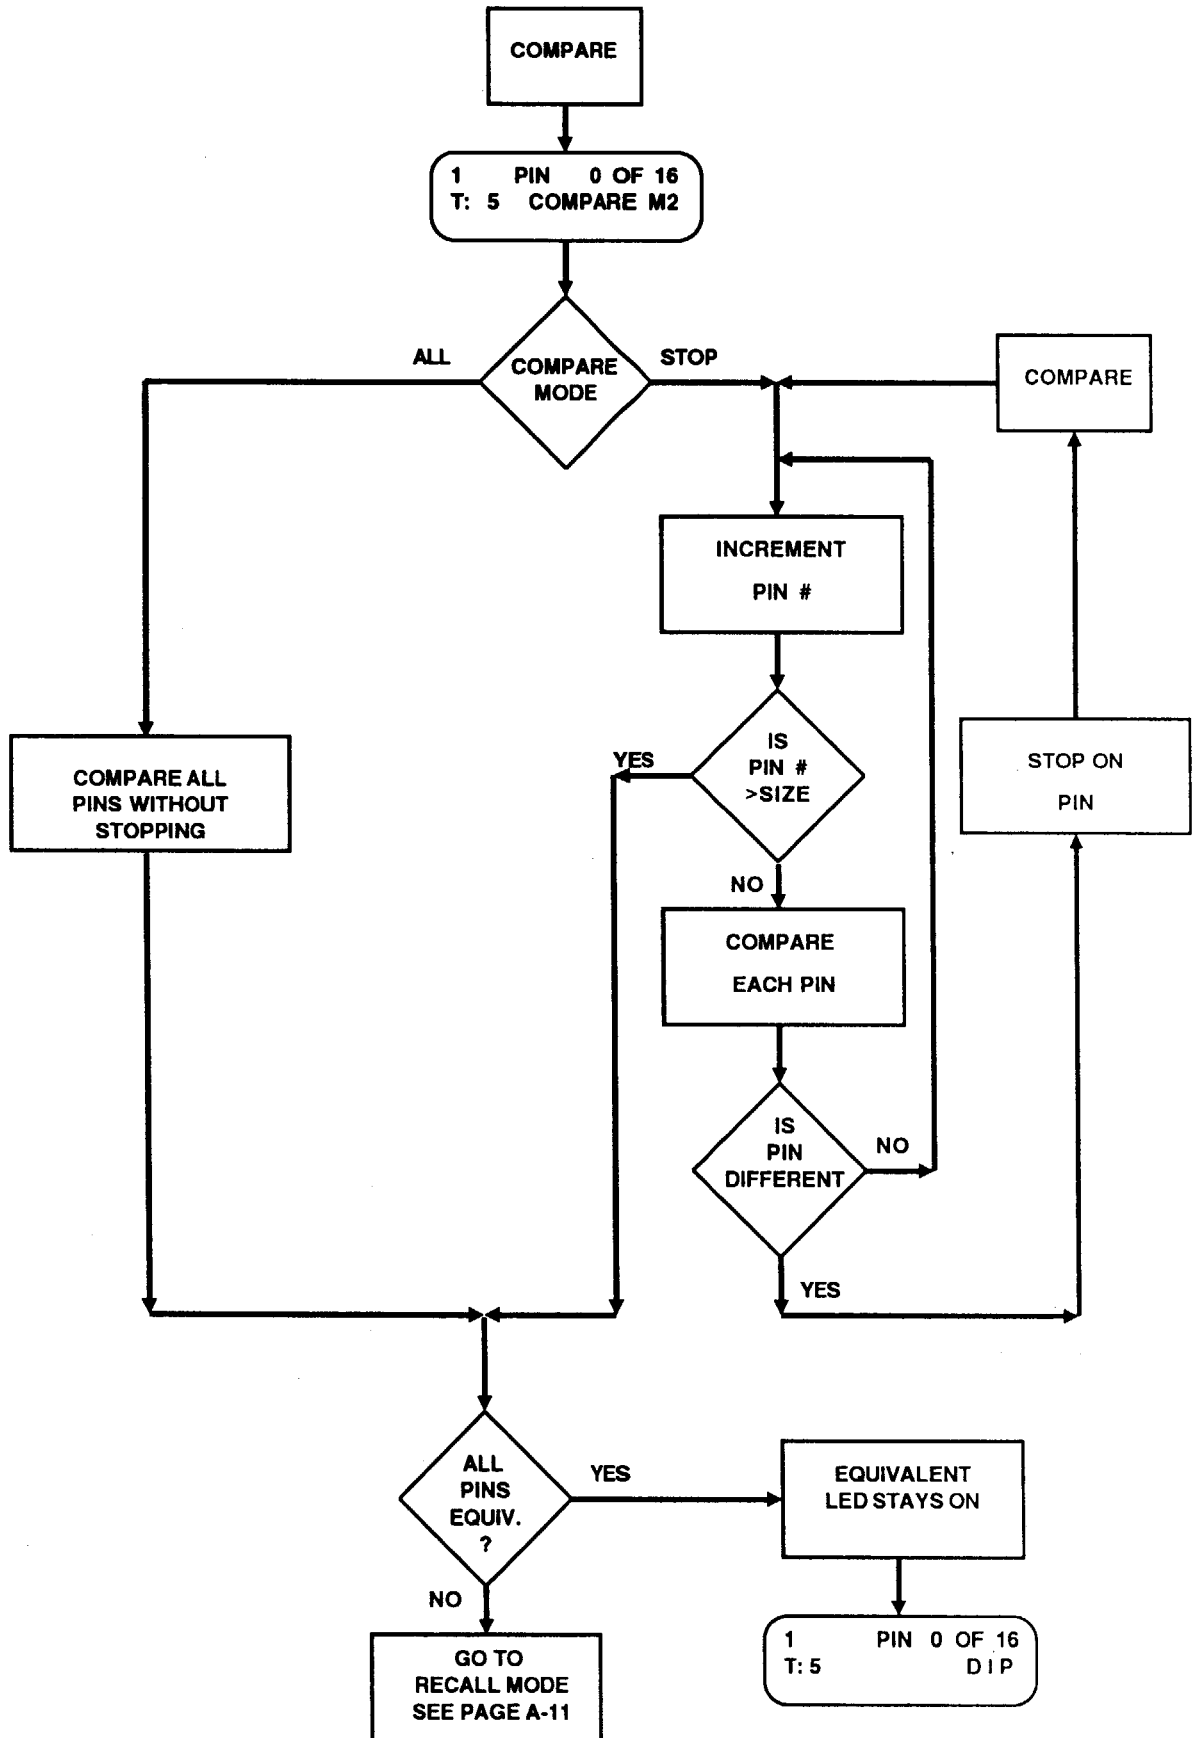 COMPARE
1 PIN 0 OF 16
T: 5 COMPARE M2
ALL
COMPARE
MODE
STOP
COMPARE
INCREMENT
PIN #
IS
PIN #
>SIZE
YES
NO
STOP ON
PIN
COMPARE ALL
PINS WITHOUT
STOPPING
COMPARE
EACH PIN
IS
PIN
DIFFERENT
NO
YES
ALL
PINS
EQUIV.
?
YES
NO
EQUIVALENT
LED STAYS ON
1 PIN 0 OF 16
T: 5 D I P
GO TO
RECALL MODE
SEE PAGE A-11